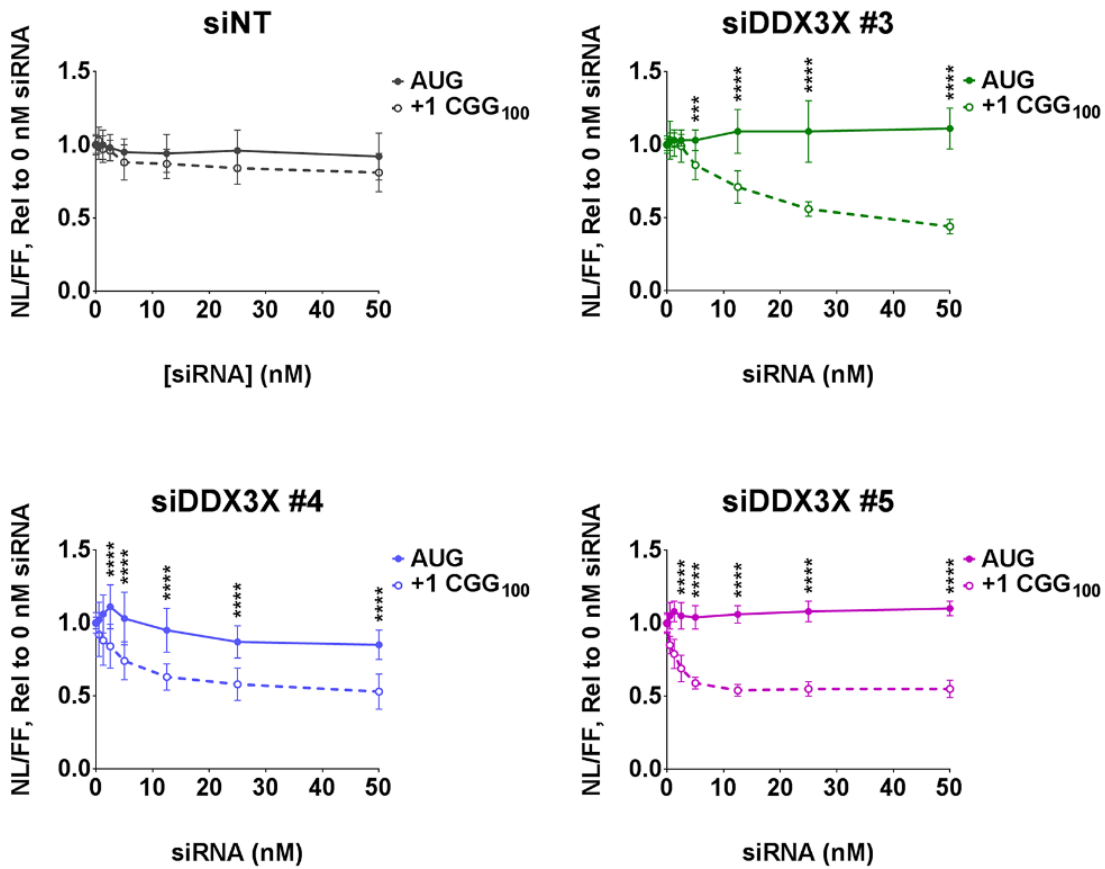 siNT
NL/FF, Rel to 0 nM siRNA
1.5
1.0
0.5
0.0
0 10 20 30 40 50
[siRNA] (nM)
AUG
+1 CGG100
siDDX3X #3
NL/FF, Rel to 0 nM siRNA
1.5
1.0
0.5
0.0
*** **** **** ****
0 10 20 30 40 50
siRNA (nM)
AUG
+1 CGG100
siDDX3X #4
NL/FF, Rel to 0 nM siRNA
1.5
1.0
0.5
0.0
**** **** **** **** ****
0 10 20 30 40 50
siRNA (nM)
AUG
+1 CGG100
siDDX3X #5
NL/FF, Rel to 0 nM siRNA
1.5
1.0
0.5
0.0
**** **** **** **** ****
0 10 20 30 40 50
siRNA (nM)
AUG
+1 CGG100